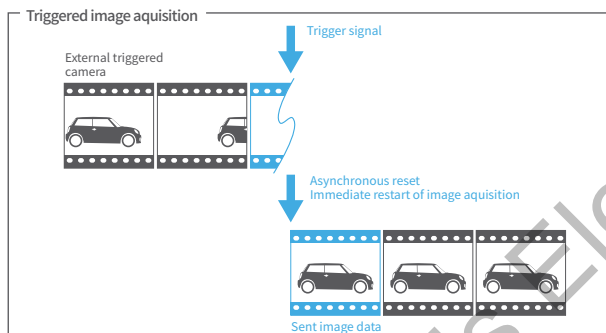 Triggered image aquisition
Trigger signal
External triggered
camera
Asynchronous reset
Immediate restart of image aquisition
Sent image data